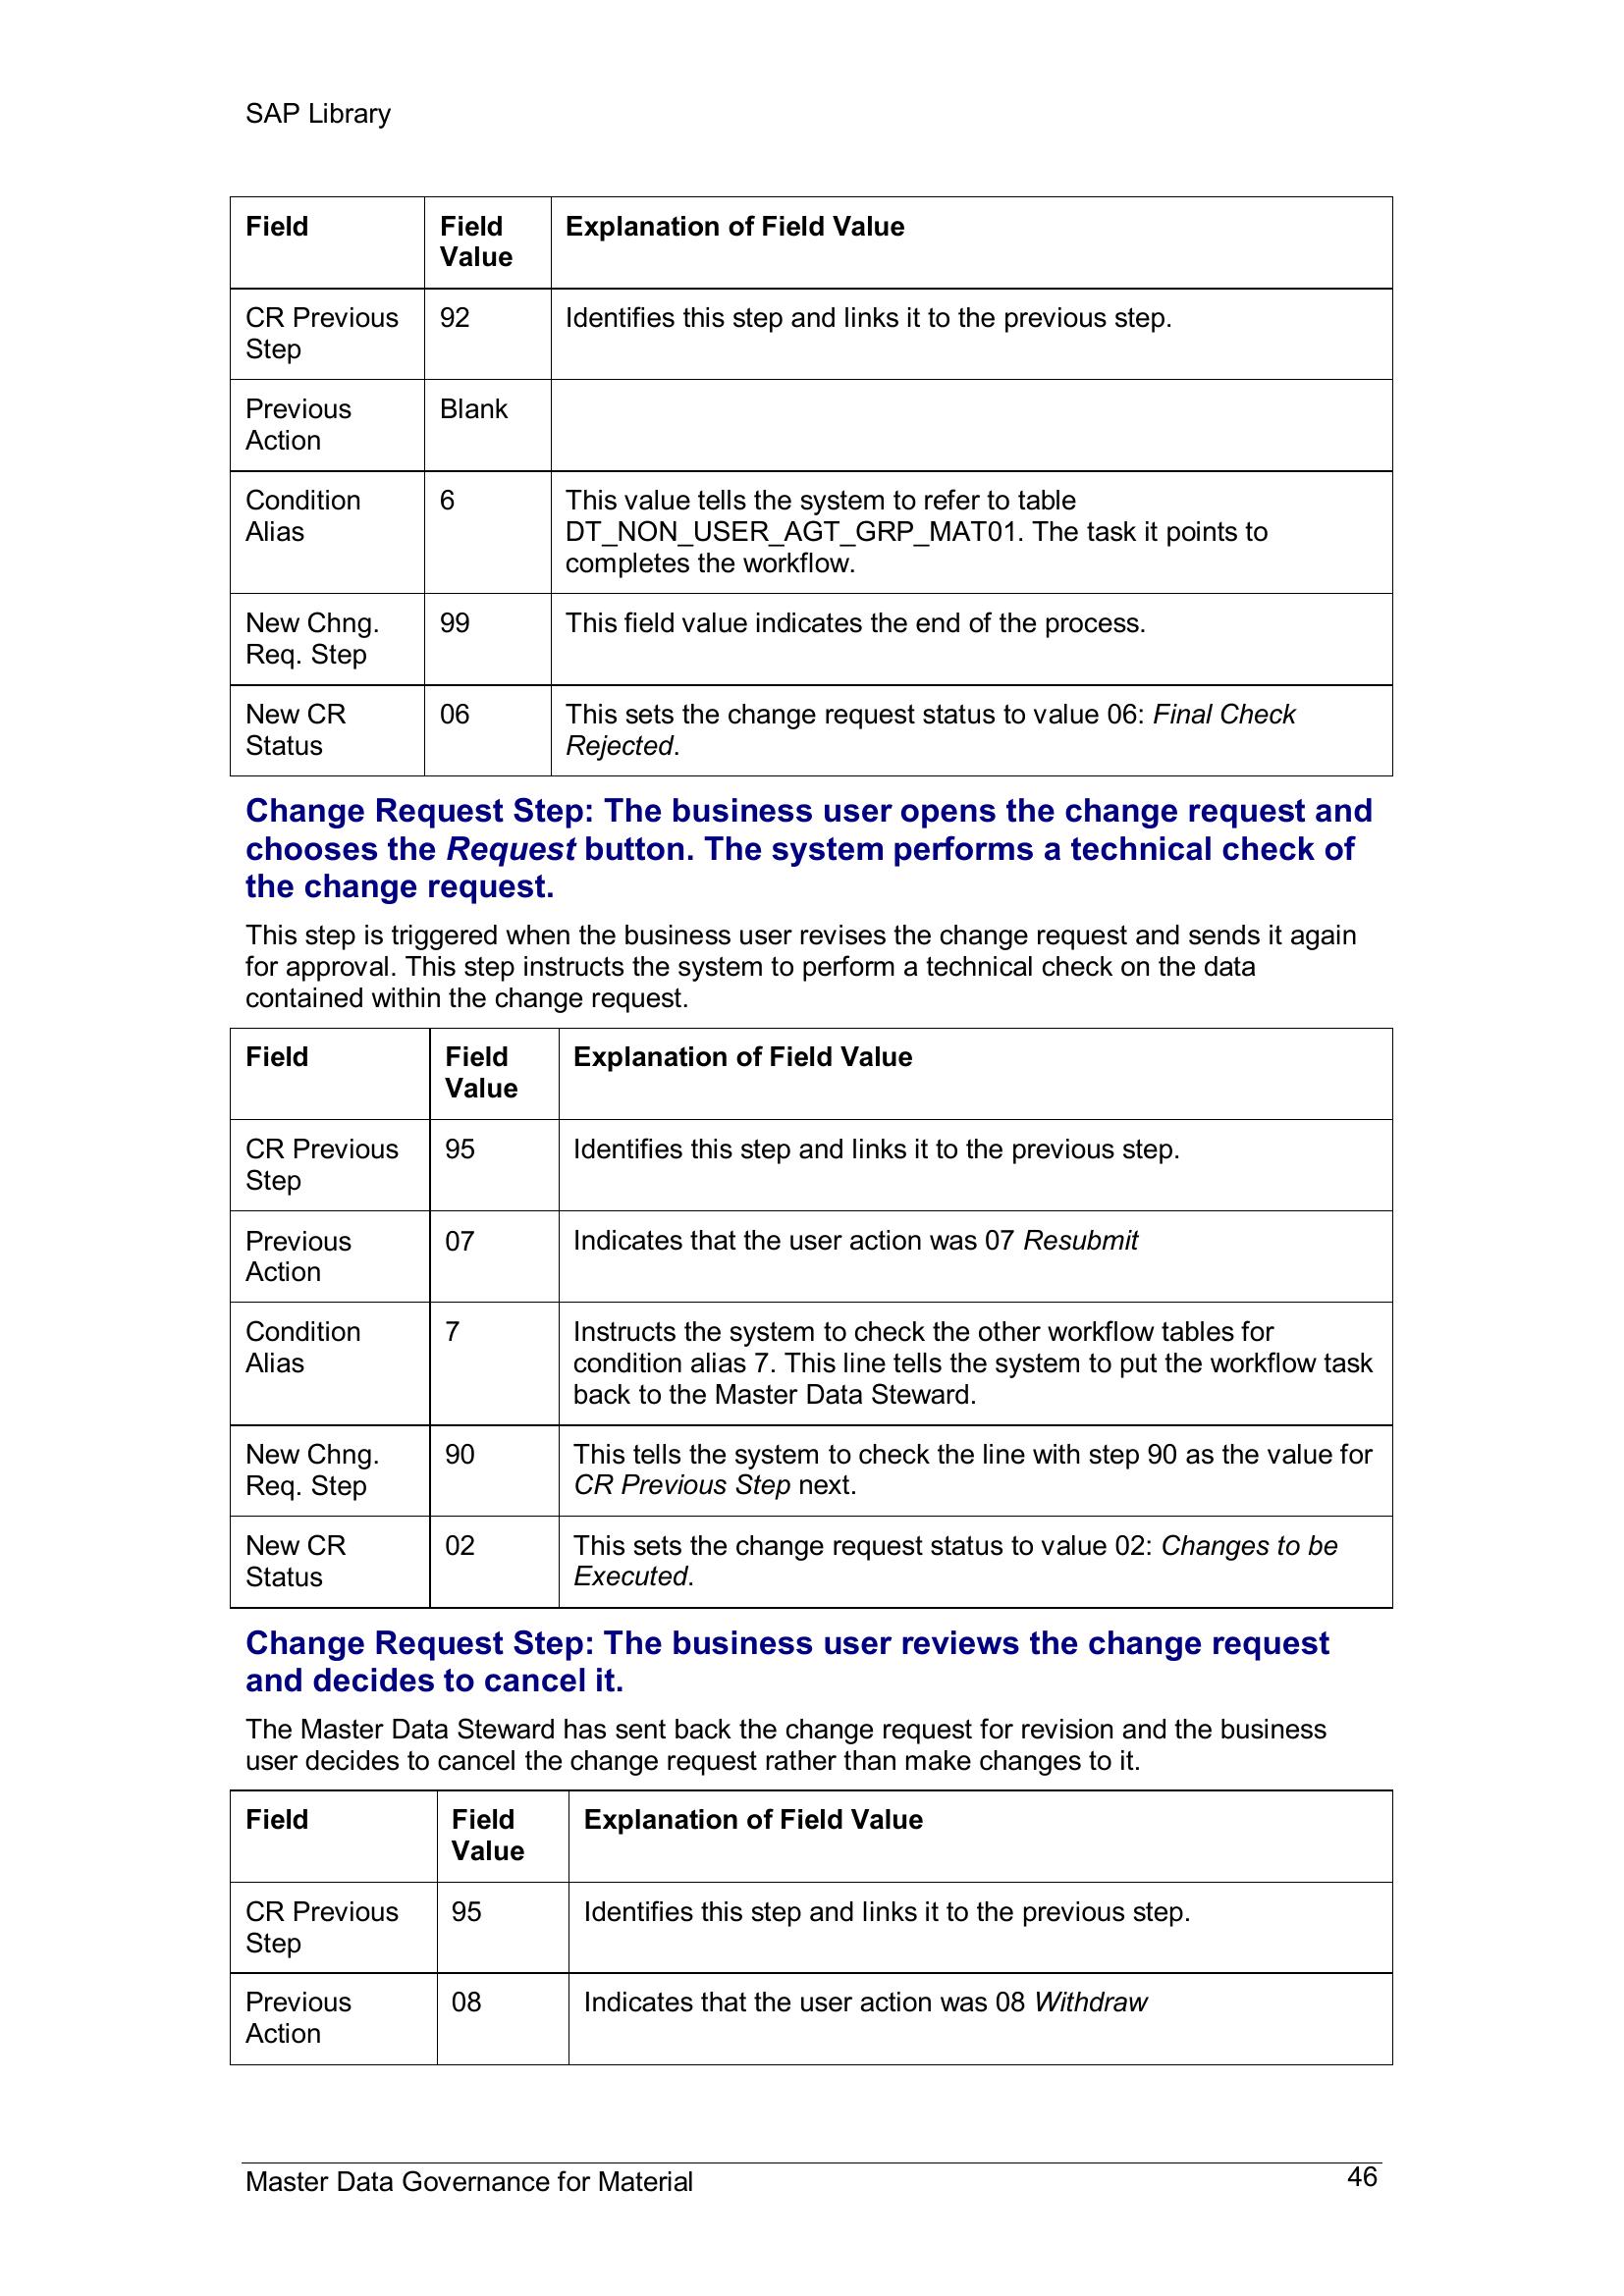 SAP Library
Field
Field
Value
Explanation of Field Value
CR Previous
Step
92
Identifies this step and links it to the previous step.
Previous
Action
Blank
Condition
Alias
6
This value tells the system to refer to table
DT_NON_USER_AGT_GRP_MAT01. The task it points to
completes the workflow.
New Chng.
Req. Step
99
This field value indicates the end of the process.
New CR
Status
06
This sets the change request status to value 06: Final Check
Rejected.
Change Request Step: The business user opens the change request and
chooses the Request button. The system performs a technical check of
the change request.
This step is triggered when the business user revises the change request and sends it again
for approval. This step instructs the system to perform a technical check on the data
contained within the change request.
Field
Field
Value
Explanation of Field Value
CR Previous
Step
95
Identifies this step and links it to the previous step.
Previous
Action
07
Indicates that the user action was 07 Resubmit
Condition
Alias
7
Instructs the system to check the other workflow tables for
condition alias 7. This line tells the system to put the workflow task
back to the Master Data Steward.
New Chng.
Req. Step
90
This tells the system to check the line with step 90 as the value for
CR Previous Step next.
New CR
Status
02
This sets the change request status to value 02: Changes to be
Executed.
Change Request Step: The business user reviews the change request
and decides to cancel it.
The Master Data Steward has sent back the change request for revision and the business
user decides to cancel the change request rather than make changes to it.
Field
Field
Value
Explanation of Field Value
CR Previous
Step
95
Identifies this step and links it to the previous step.
Previous
Action
08
Indicates that the user action was 08 Withdraw
Master Data Governance for Material
46